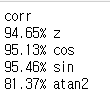 corr
94.65% z
95.13% cos
95.46% sin
81.37% atan2